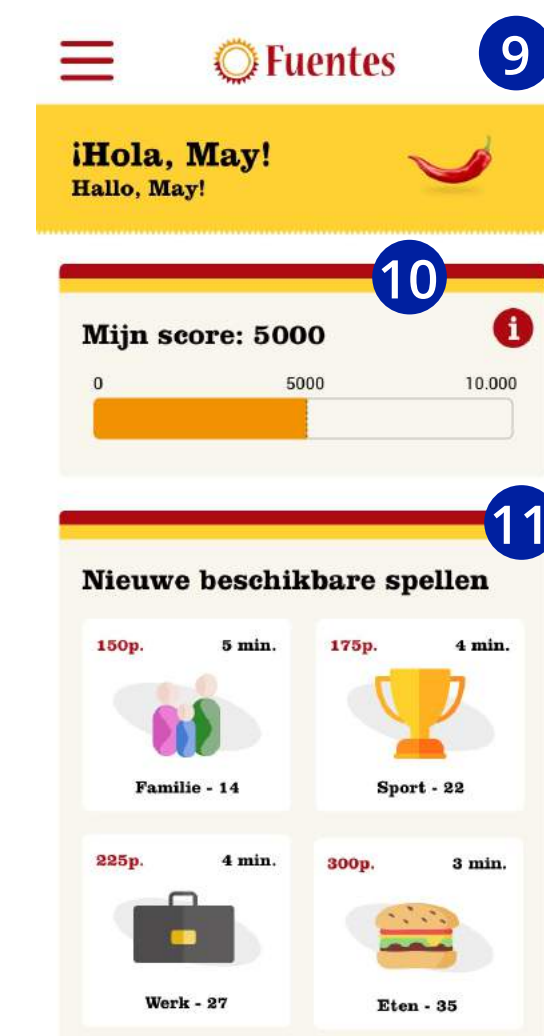 Fuentes
9
¡Hola, May!
Hallo, May!
10
Mijn score: 5000
i
0 5000 10.000
11
Nieuwe beschikbare spellen
150p. 5 min.
Familie - 14
175p. 4 min.
Sport - 22
225p. 4 min.
Werk - 27
300p. 3 min.
Eten - 35